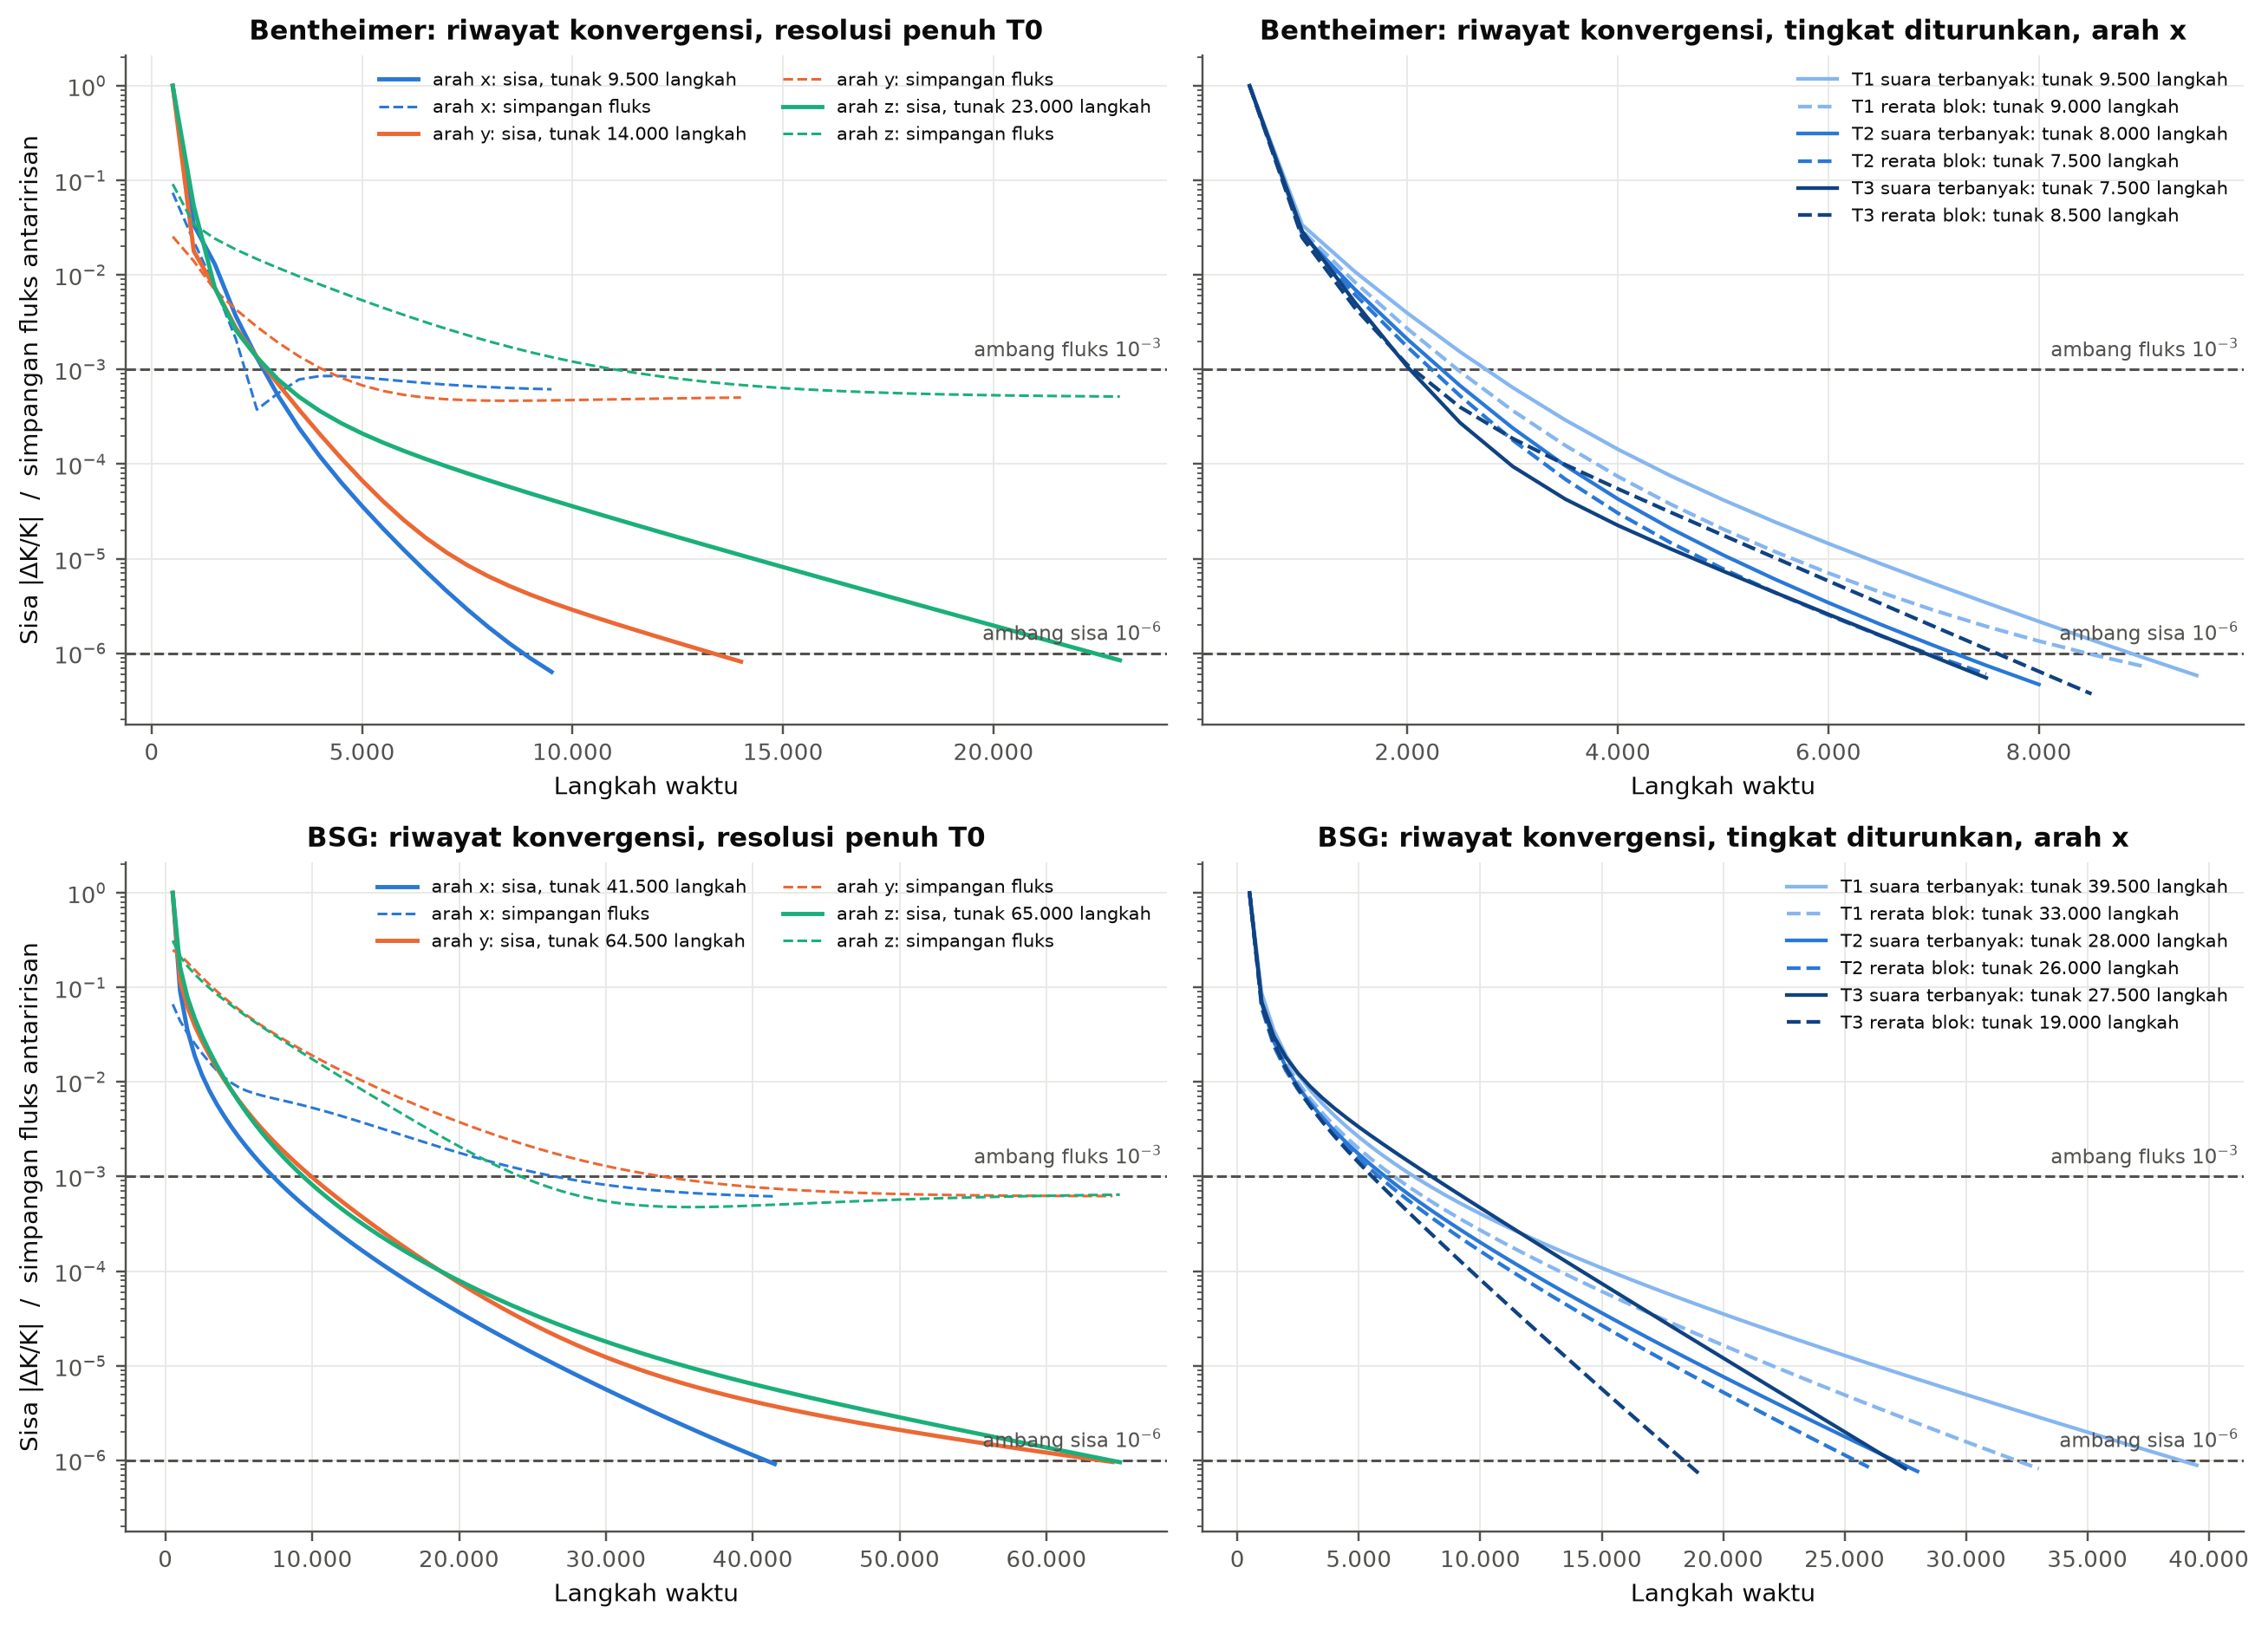 Bentheimer: riwayat konvergensi, resolusi penuh T0
arah x: sisa, tunak 9.500 langkah
arah x: simpangan fluks
arah y: sisa, tunak 14.000 langkah
arah y: simpangan fluks
arah z: sisa, tunak 23.000 langkah
arah z: simpangan fluks
ambang fluks 10⁻³
ambang sisa 10⁻⁶
10⁰
10⁻¹
10⁻²
10⁻³
10⁻⁴
10⁻⁵
10⁻⁶
Sisa |ΔK/K| / simpangan fluks antaririsan
0 5.000 10.000 15.000 20.000
Langkah waktu
Bentheimer: riwayat konvergensi, tingkat diturunkan, arah x
T1 suara terbanyak: tunak 9.500 langkah
T1 rerata blok: tunak 9.000 langkah
T2 suara terbanyak: tunak 8.000 langkah
T2 rerata blok: tunak 7.500 langkah
T3 suara terbanyak: tunak 7.500 langkah
T3 rerata blok: tunak 8.500 langkah
ambang fluks 10⁻³
ambang sisa 10⁻⁶
2.000 4.000 6.000 8.000
Langkah waktu
BSG: riwayat konvergensi, resolusi penuh T0
arah x: sisa, tunak 41.500 langkah
arah x: simpangan fluks
arah y: sisa, tunak 64.500 langkah
arah y: simpangan fluks
arah z: sisa, tunak 65.000 langkah
arah z: simpangan fluks
ambang fluks 10⁻³
ambang sisa 10⁻⁶
10⁰
10⁻¹
10⁻²
10⁻³
10⁻⁴
10⁻⁵
10⁻⁶
Sisa |ΔK/K| / simpangan fluks antaririsan
0 10.000 20.000 30.000 40.000 50.000 60.000
Langkah waktu
BSG: riwayat konvergensi, tingkat diturunkan, arah x
T1 suara terbanyak: tunak 39.500 langkah
T1 rerata blok: tunak 33.000 langkah
T2 suara terbanyak: tunak 28.000 langkah
T2 rerata blok: tunak 26.000 langkah
T3 suara terbanyak: tunak 27.500 langkah
T3 rerata blok: tunak 19.000 langkah
ambang fluks 10⁻³
ambang sisa 10⁻⁶
0 5.000 10.000 15.000 20.000 25.000 30.000 35.000 40.000
Langkah waktu